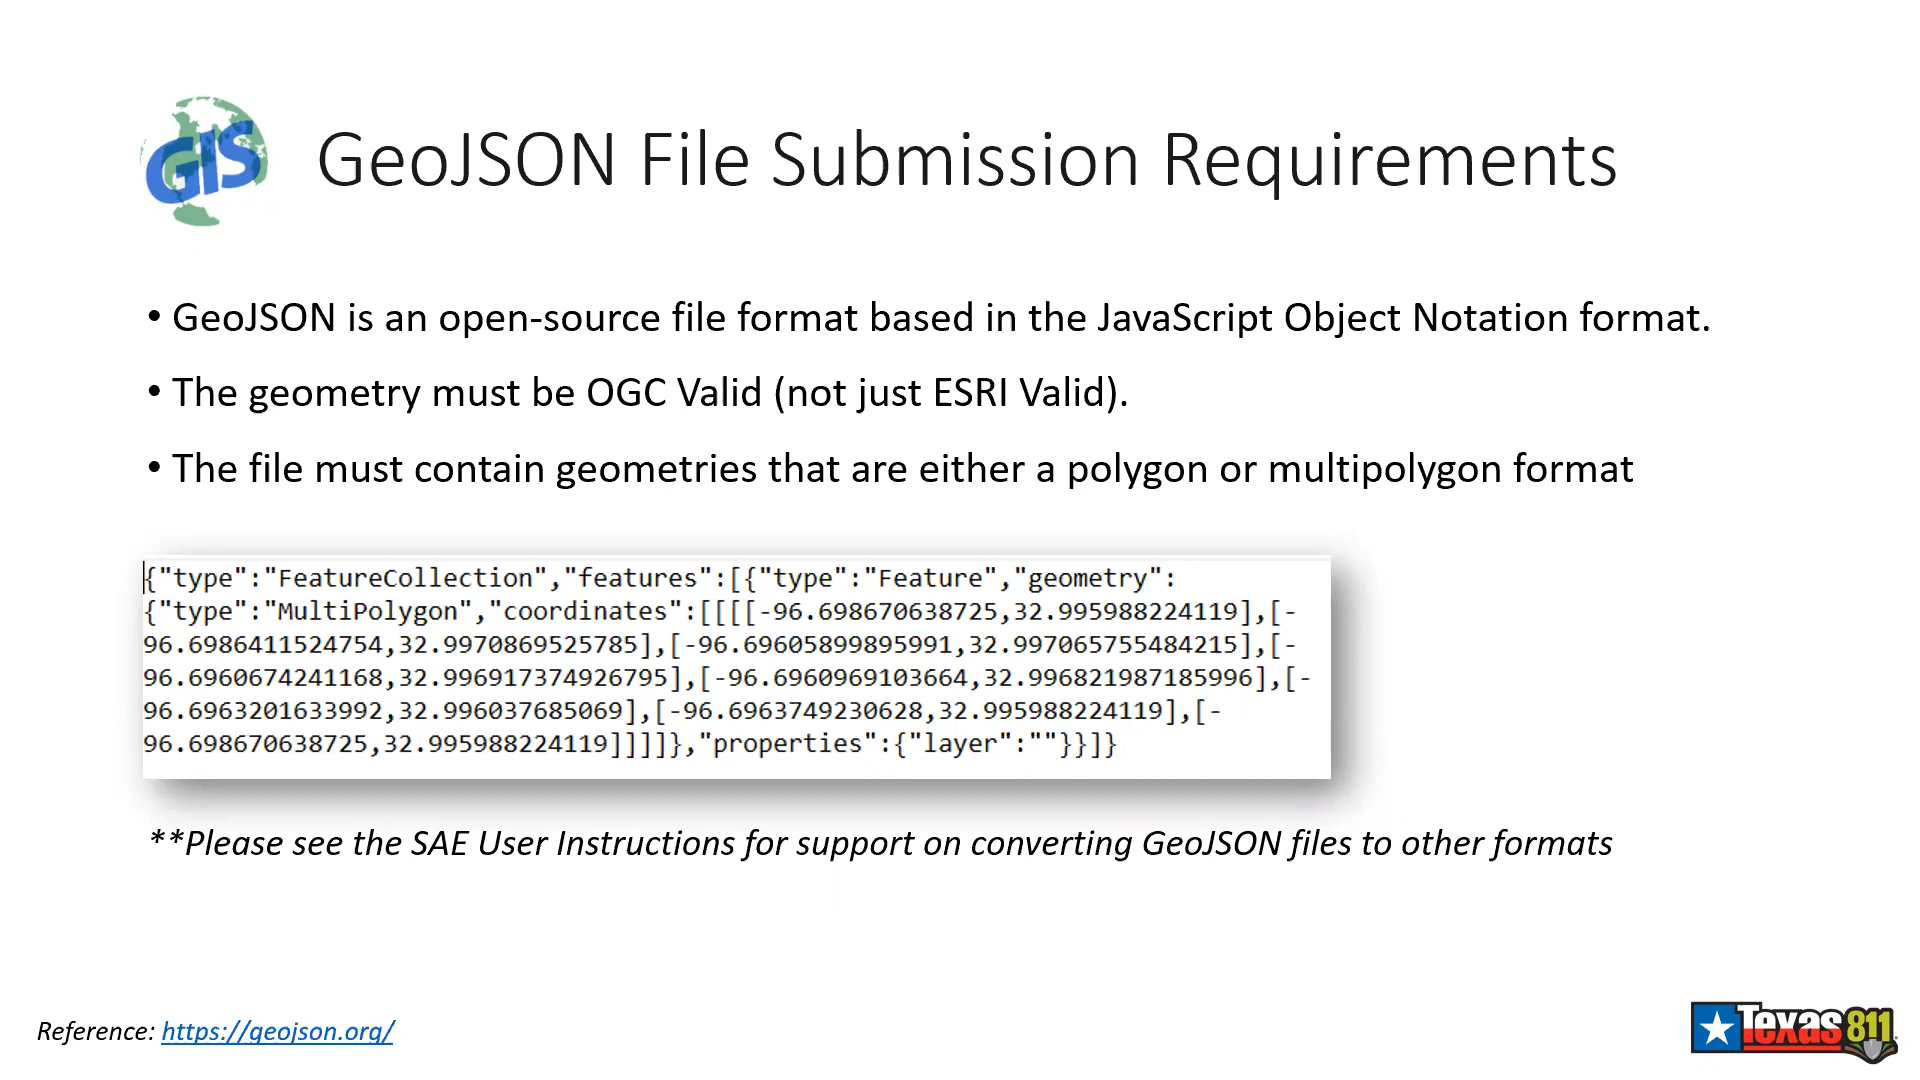 GIS
GeoJSON File Submission Requirements
• GeoJSON is an open-source file format based in the JavaScript Object Notation format.
• The geometry must be OGC Valid (not just ESRI Valid).
• The file must contain geometries that are either a polygon or multipolygon format
{"type":"FeatureCollection","features":[{"type":"Feature","geometry":
{"type":"MultiPolygon","coordinates":[[[[-96.698670638725,32.995988224119],[-
96.6986411524754,32.9970869525785],[-96.69605899895991,32.997065755484215],[-
96.6960674241168,32.996917374926795],[-96.6960969103664,32.996821987185996],[-
96.6963201633992,32.996037685069],[-96.6963749230628,32.995988224119],[-
96.698670638725,32.995988224119]]]]},"properties":{"layer":""}}]}
**Please see the SAE User Instructions for support on converting GeoJSON files to other formats
Reference: https://geojson.org/
Texas 811